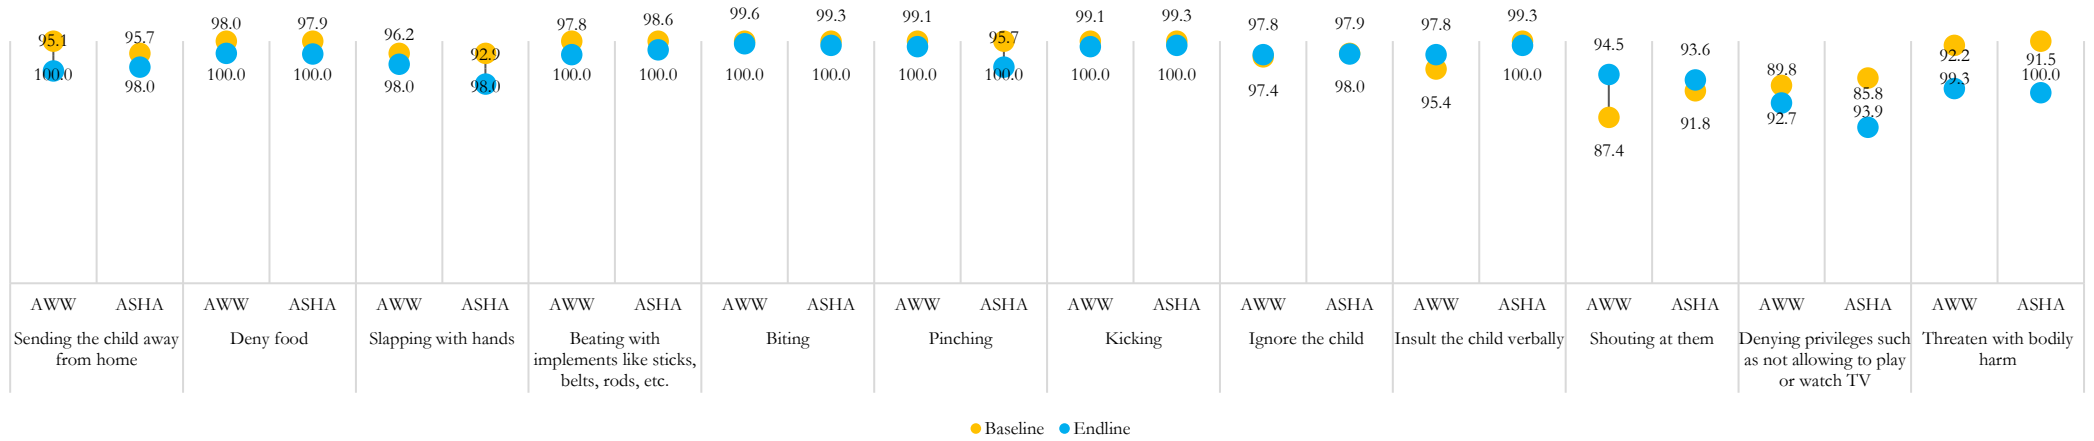 95.1 95.7 98.0 97.9 96.2 92.9 97.8 98.6 99.6 99.3 99.1 95.7 99.1 99.3 97.8 97.9 97.8 99.3 94.5 93.6 89.8 85.8 92.2 91.5
100.0 98.0 100.0 100.0 98.0 98.0 100.0 100.0 100.0 100.0 100.0 100.0 100.0 100.0 97.4 98.0 95.4 100.0 87.4 91.8 92.7 93.9 99.3 100.0
AWW ASHA AWW ASHA AWW ASHA AWW ASHA AWW ASHA AWW ASHA AWW ASHA AWW ASHA AWW ASHA AWW ASHA AWW ASHA AWW ASHA
Sending the child away
from home
Deny food
Slapping with hands
Beating with
implements like sticks,
belts, rods, etc.
Biting
Pinching
Kicking
Ignore the child
Insult the child verbally
Shouting at them
Denying privileges such
as not allowing to play
or watch TV
Threaten with bodily
harm
Baseline Endline